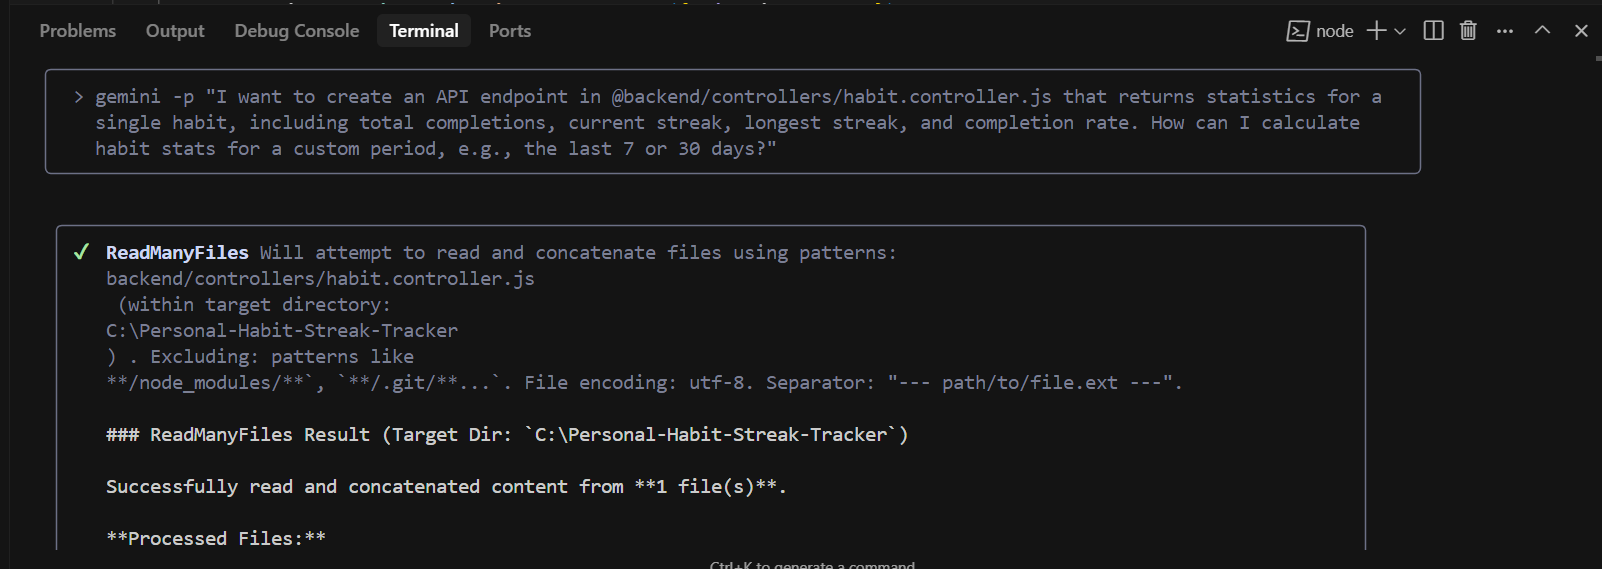 Problems Output Debug Console Terminal Ports node
> gemini -p "I want to create an API endpoint in @backend/controllers/habit.controller.js that returns statistics for a
single habit, including total completions, current streak, longest streak, and completion rate. How can I calculate
habit stats for a custom period, e.g., the last 7 or 30 days?"
✓ ReadManyFiles Will attempt to read and concatenate files using patterns:
backend/controllers/habit.controller.js
(within target directory:
C:\Personal-Habit-Streak-Tracker
) . Excluding: patterns like
**/node_modules/**`, `**/.git/**...`. File encoding: utf-8. Separator: "--- path/to/file.ext ---".
### ReadManyFiles Result (Target Dir: `C:\Personal-Habit-Streak-Tracker`)
Successfully read and concatenated content from **1 file(s)**.
**Processed Files:**
Ctrl+K to generate a command